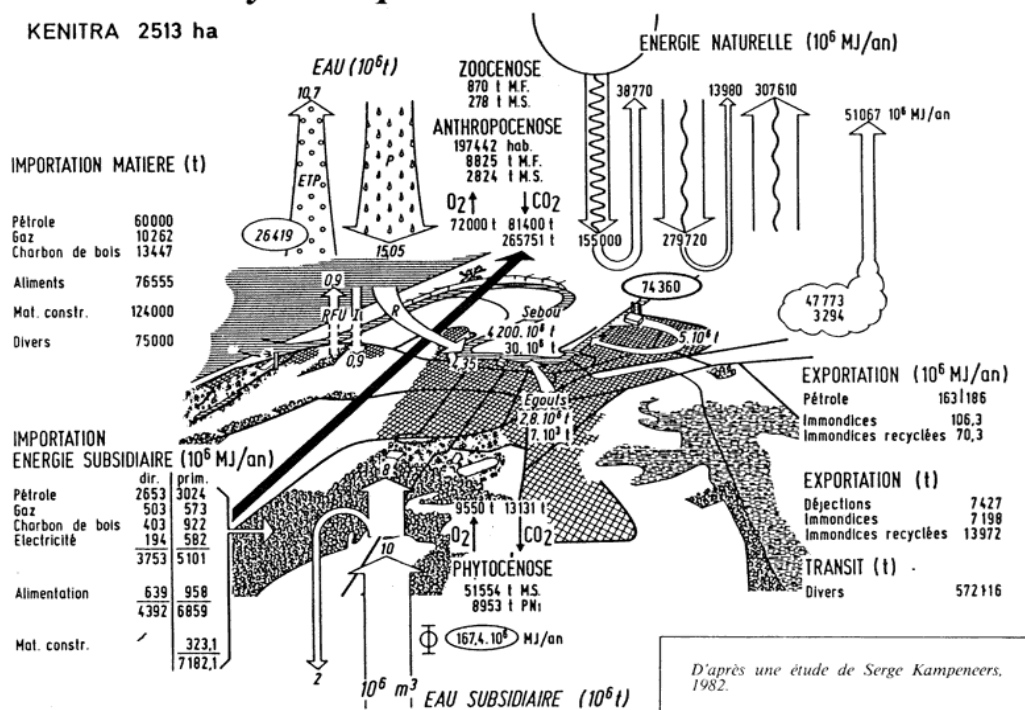 KENITRA 2513 ha
EAU (10⁶t)
10,7
P
ETP
26419
15,05
ZOOCENOSE
870 t M.F.
278 t M.S.
ANTHROPOCENOSE
197442 hab.
8825 t M.F.
2824 t M.S.
O₂ CO₂
72000 t 81400 t
265751 t
ENERGIE NATURELLE (10⁶ MJ/an)
38770
13980
307610
51067 10⁶ MJ/an
155000
279720
74360
47773
3294
IMPORTATION MATIERE (t)
Pétrole 60000
Gaz 10262
Charbon de bois 13447
Aliments 76555
Mat. constr. 124000
Divers 75000
0,9
RFU I
R
0,9
4,35
Sebou
4200.10⁶ t
30.10⁶ t
5.10⁶ t
Egouts
2,8.10⁶ t
7.10³ t
IMPORTATION
ENERGIE SUBSIDIAIRE (10⁶ MJ/an)
dir. prim.
Pétrole 2653 3024
Gaz 503 573
Charbon de bois 403 922
Electricité 194 582
3753 5101
Alimentation 639 958
4392 6859
Mat. constr. 323,1
7182,1
8
10
2
9550 t 13131 t
O₂ CO₂
PHYTOCÉNOSE
51554 t M.S.
8953 t PN₁
167,4.10⁶ MJ/an
10⁶ m³
EAU SUBSIDIAIRE (10⁶t)
EXPORTATION (10⁶ MJ/an)
Pétrole 163|186
Immondices 106,3
Immondices recyclées 70,3
EXPORTATION (t)
Déjections 7427
Immondices 7198
Immondices recyclées 13972
TRANSIT (t)
Divers
D'après une étude de Serge Kampeneers,
1982.